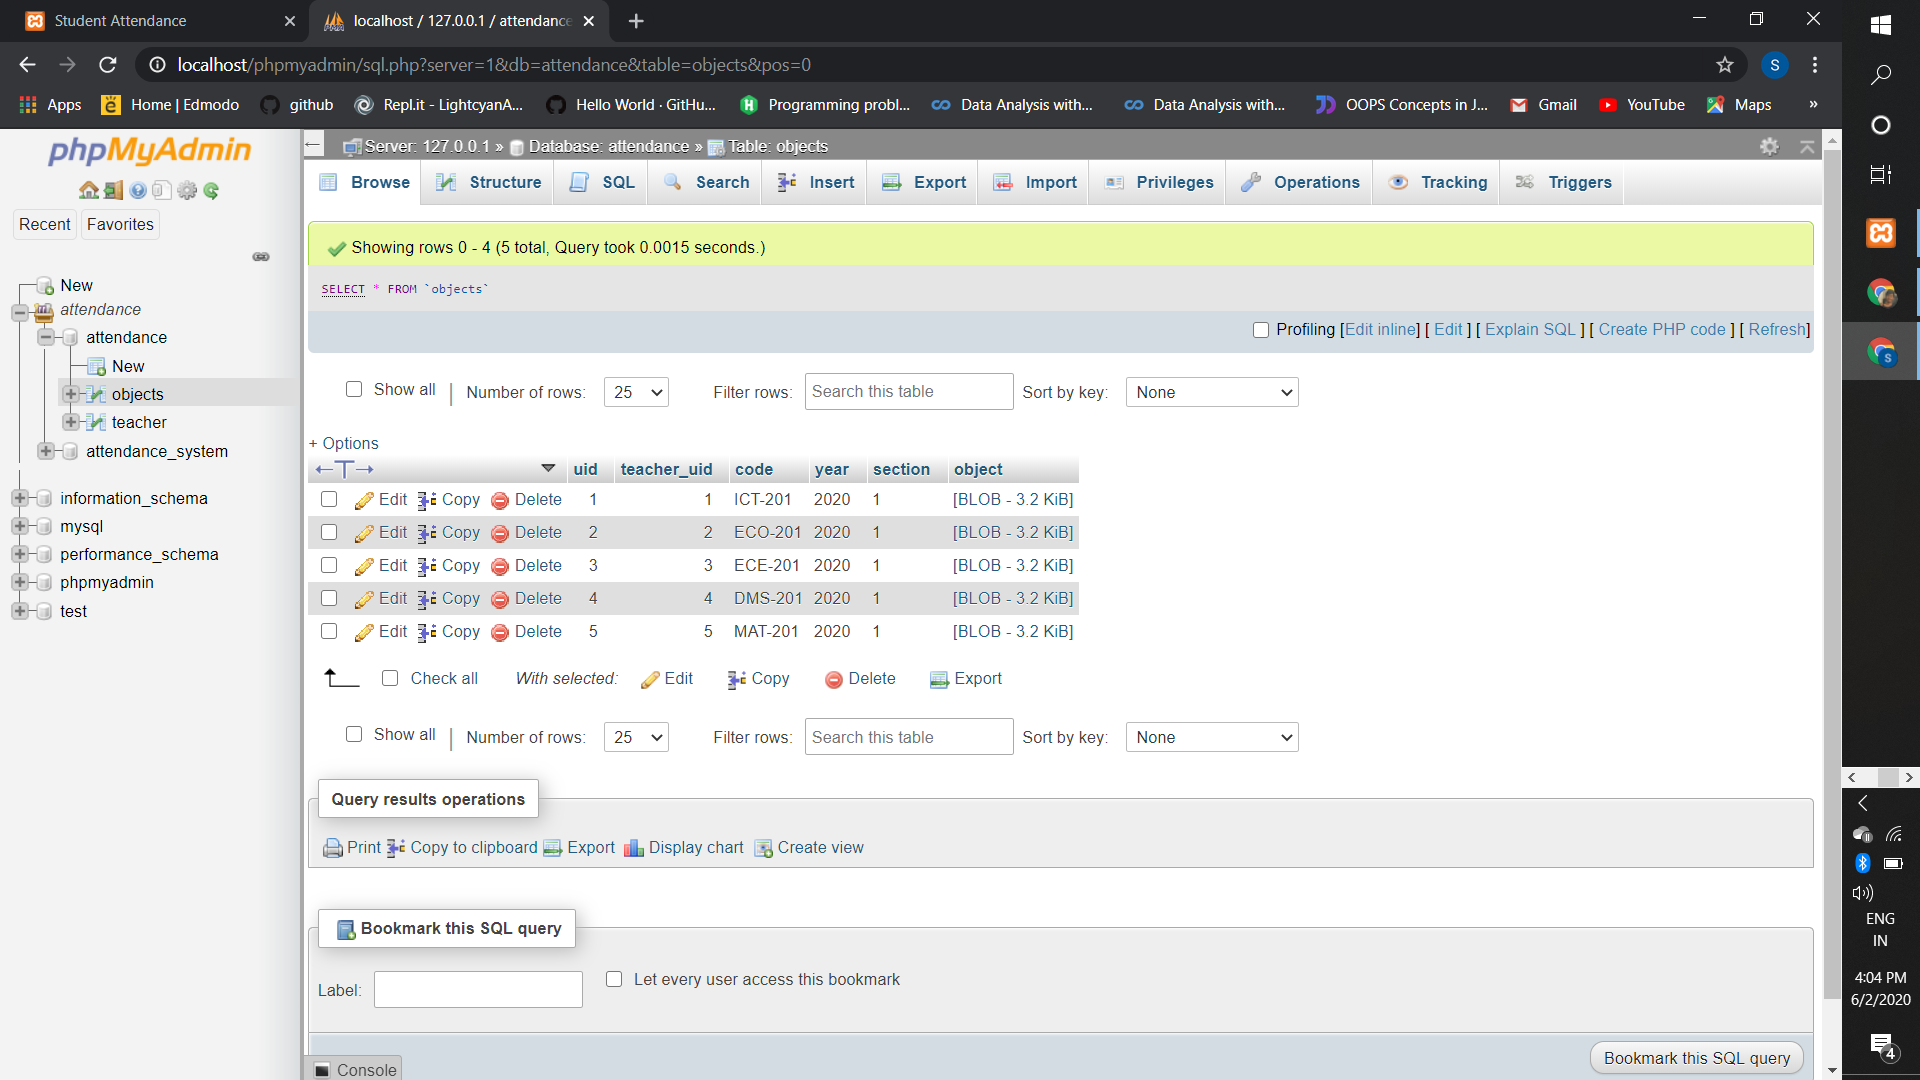 Student Attendance
localhost / 127.0.0.1 / attendance
localhost/phpmyadmin/sql.php?server=1&db=attendance&table=objects&pos=0
S
Apps
Home | Edmodo
github
Repl.it - LightcyanA...
Hello World · GitHu...
Programming probl...
Data Analysis with...
Data Analysis with...
OOPS Concepts in J...
Gmail
YouTube
Maps
»
phpMyAdmin
Recent
Favorites
New
attendance
attendance
New
objects
teacher
attendance_system
information_schema
mysql
performance_schema
phpmyadmin
test
Server: 127.0.0.1 » Database: attendance » Table: objects
Browse
Structure
SQL
Search
Insert
Export
Import
Privileges
Operations
Tracking
Triggers
Showing rows 0 - 4 (5 total, Query took 0.0015 seconds.)
SELECT * FROM `objects`
Profiling [Edit inline] [ Edit ] [ Explain SQL ] [ Create PHP code ] [ Refresh]
Show all | Number of rows: 25 Filter rows: Search this table Sort by key: None
+ Options
←T→ uid teacher_uid code year section object
Edit Copy Delete 1 1 ICT-201 2020 1 [BLOB - 3.2 KiB]
Edit Copy Delete 2 2 ECO-201 2020 1 [BLOB - 3.2 KiB]
Edit Copy Delete 3 3 ECE-201 2020 1 [BLOB - 3.2 KiB]
Edit Copy Delete 4 4 DMS-201 2020 1 [BLOB - 3.2 KiB]
Edit Copy Delete 5 5 MAT-201 2020 1 [BLOB - 3.2 KiB]
Check all With selected: Edit Copy Delete Export
Show all | Number of rows: 25 Filter rows: Search this table Sort by key: None
Query results operations
Print Copy to clipboard Export Display chart Create view
Bookmark this SQL query
Label: Let every user access this bookmark
Bookmark this SQL query
Console
S
ENG
IN
4:04 PM
6/2/2020
4